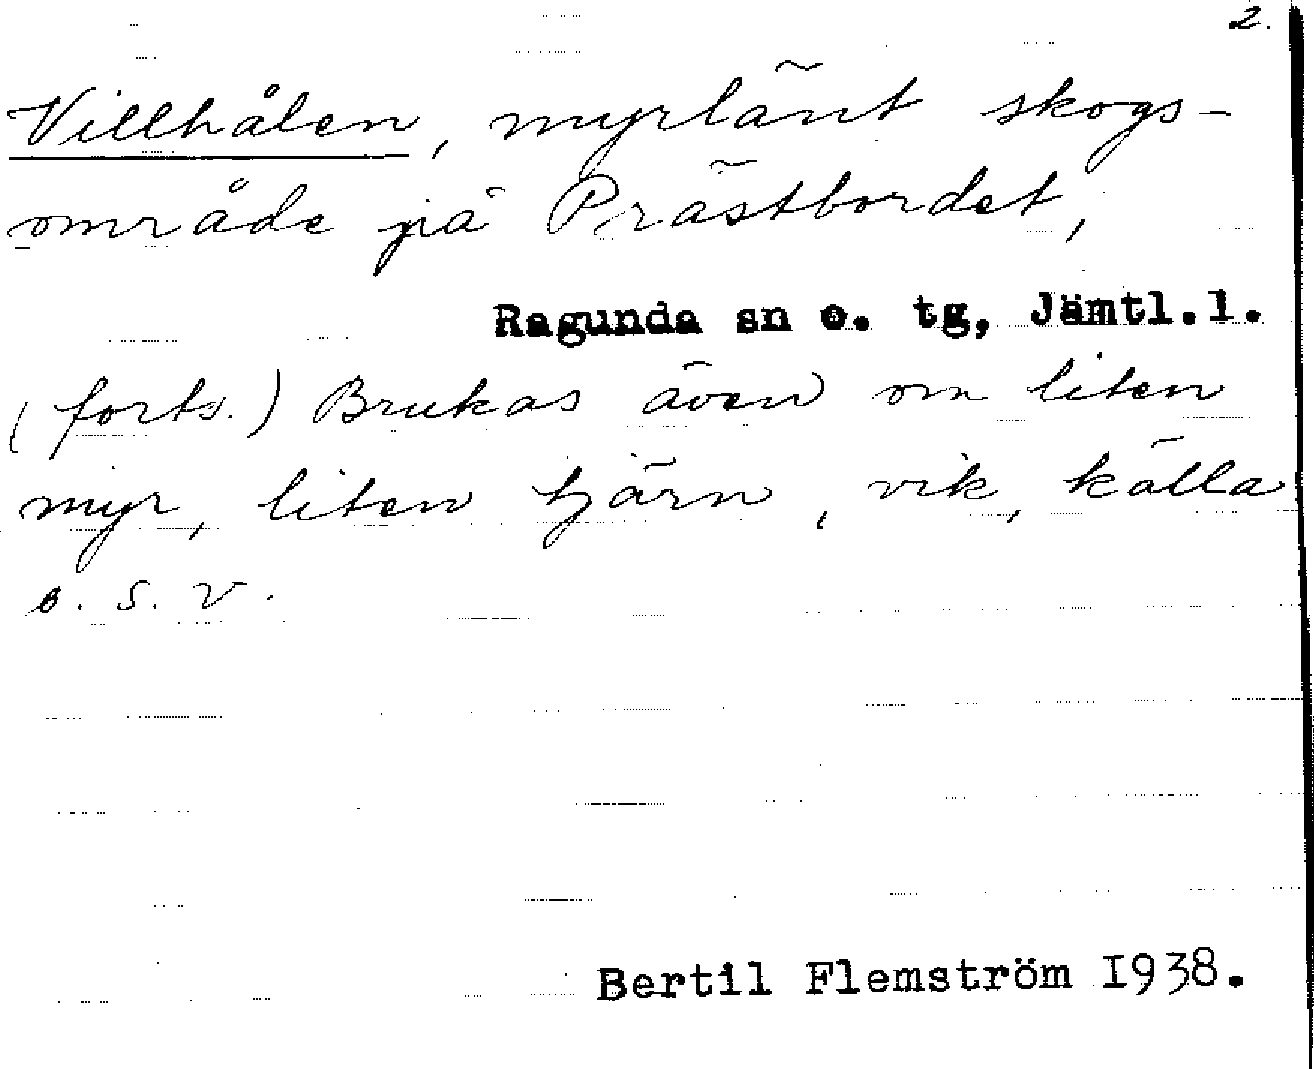 2.
Villhålen, myrlänt skogs-
område på Prästbordet,
Ragunda sn o. tg, Jämtl.l.
(forts.) Brukas även om liten
myr, liten tjärn, vik, källa
o. s. v.
Bertil Flemström 1938.